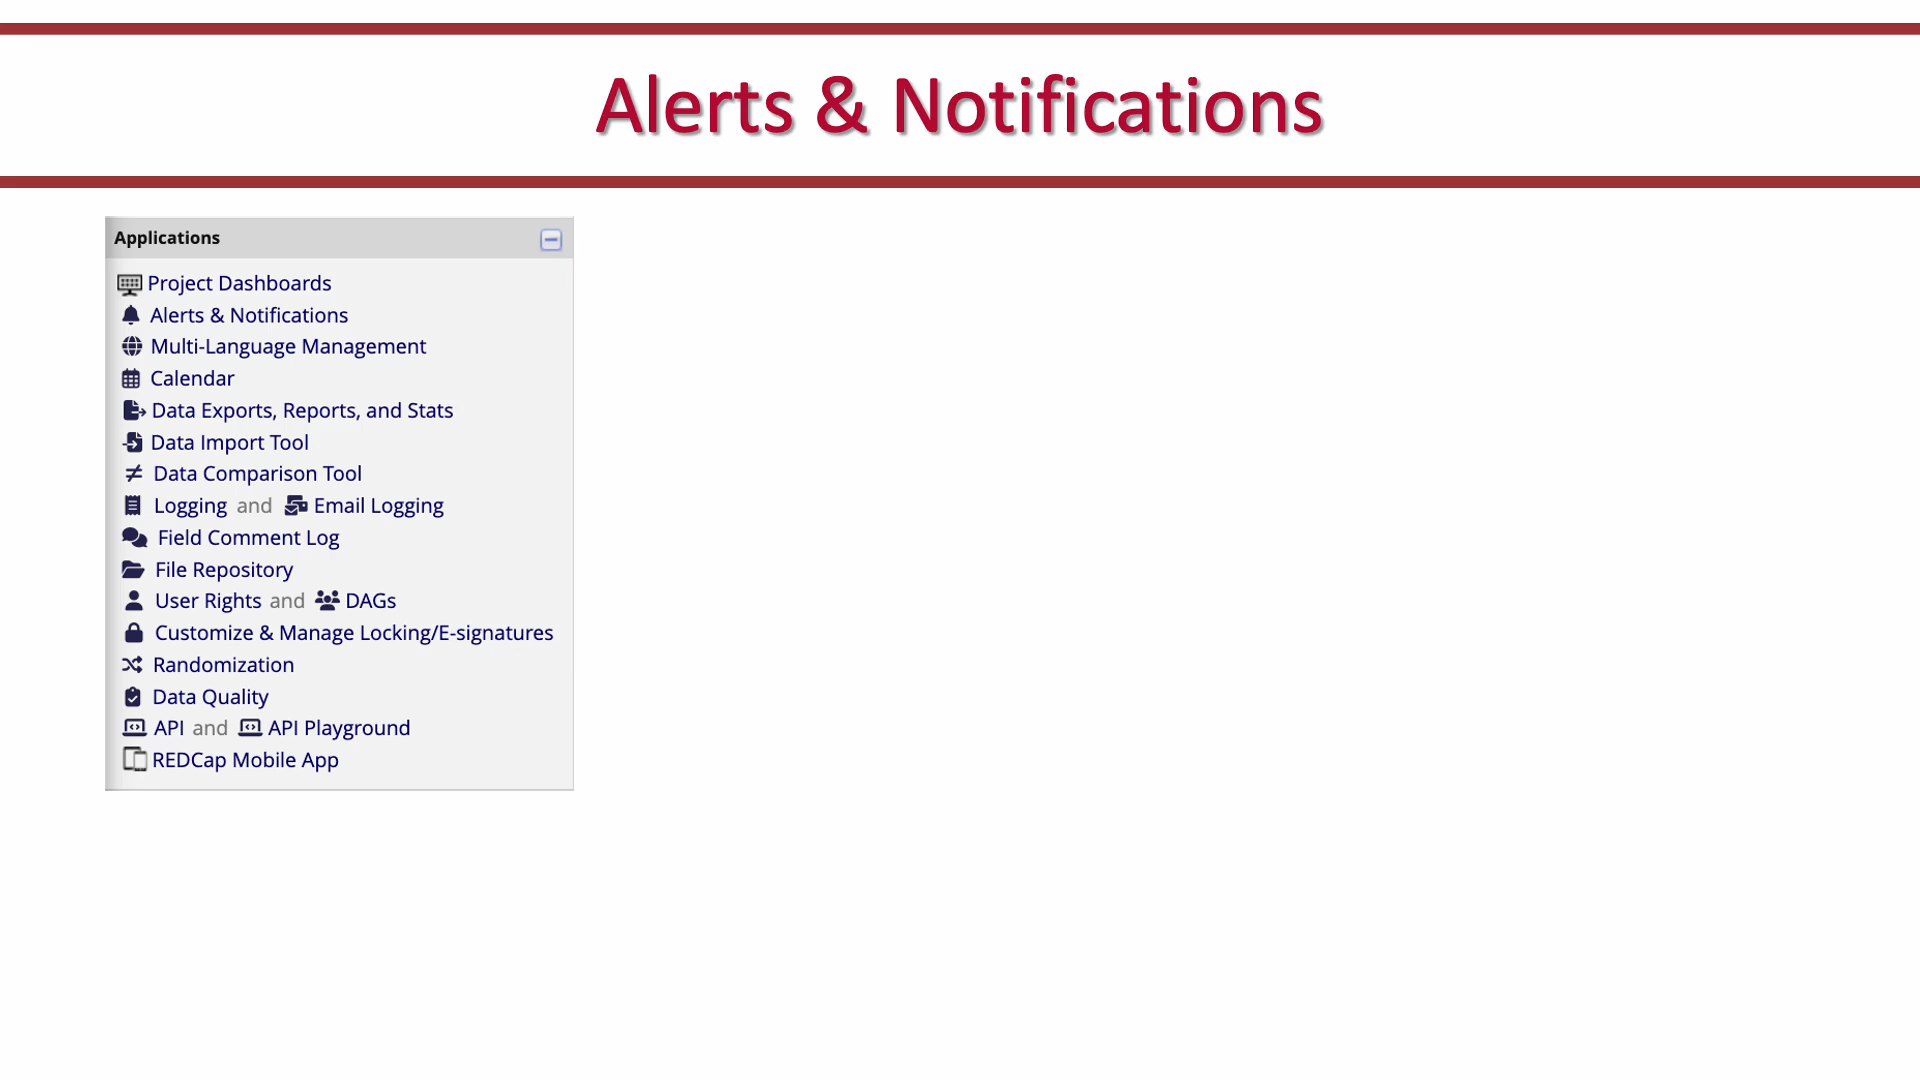 Alerts & Notifications
Applications
Project Dashboards
Alerts & Notifications
Multi-Language Management
Calendar
Data Exports, Reports, and Stats
Data Import Tool
Data Comparison Tool
Logging and Email Logging
Field Comment Log
File Repository
User Rights and DAGs
Customize & Manage Locking/E-signatures
Randomization
Data Quality
API and API Playground
REDCap Mobile App